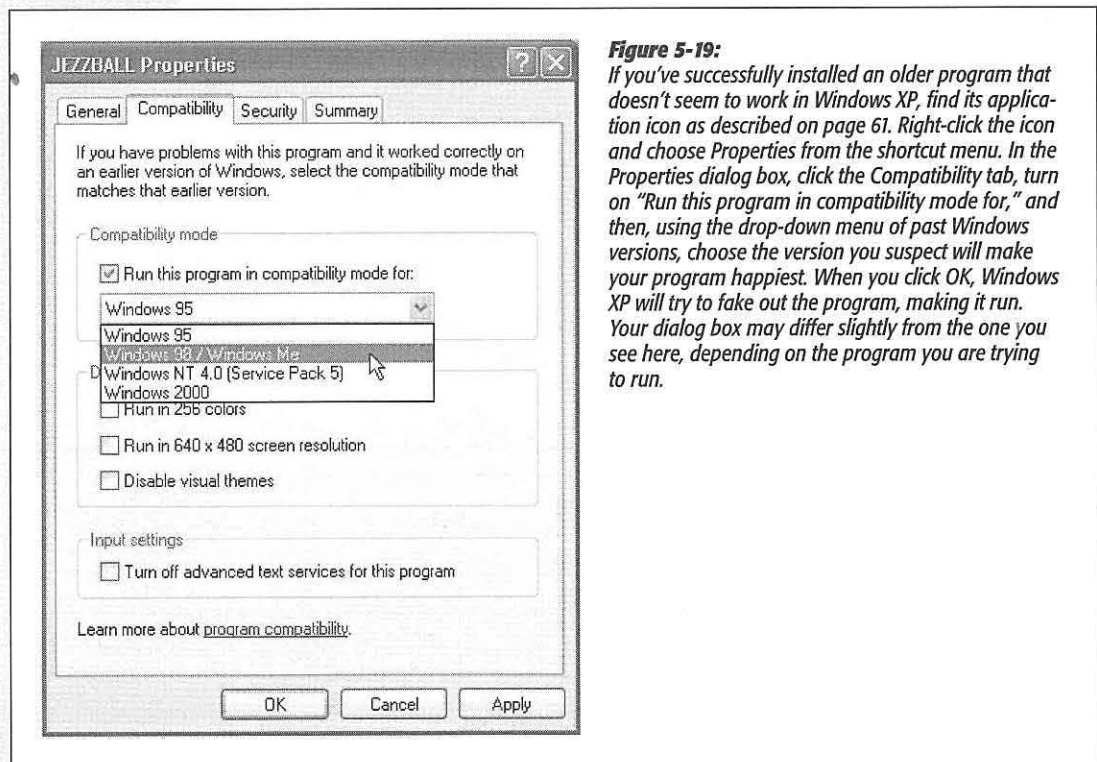 JEZZBALL Properties
General Compatibility Security Summary
If you have problems with this program and it worked correctly on
an earlier version of Windows, select the compatibility mode that
matches that earlier version.
Compatibility mode
Run this program in compatibility mode for:
Windows 95
Windows 95
Windows 98 / Windows Me
Windows NT 4.0 (Service Pack 5)
Windows 2000
Run in 256 colors
Run in 640 x 480 screen resolution
Disable visual themes
Input settings
Turn off advanced text services for this program
Learn more about program compatibility.
OK Cancel Apply
Figure 5-19:
If you've successfully installed an older program that
doesn't seem to work in Windows XP, find its applica-
tion icon as described on page 61. Right-click the icon
and choose Properties from the shortcut menu. In the
Properties dialog box, click the Compatibility tab, turn
on "Run this program in compatibility mode for," and
then, using the drop-down menu of past Windows
versions, choose the version you suspect will make
your program happiest. When you click OK, Windows
XP will try to fake out the program, making it run.
Your dialog box may differ slightly from the one you
see here, depending on the program you are trying
to run.